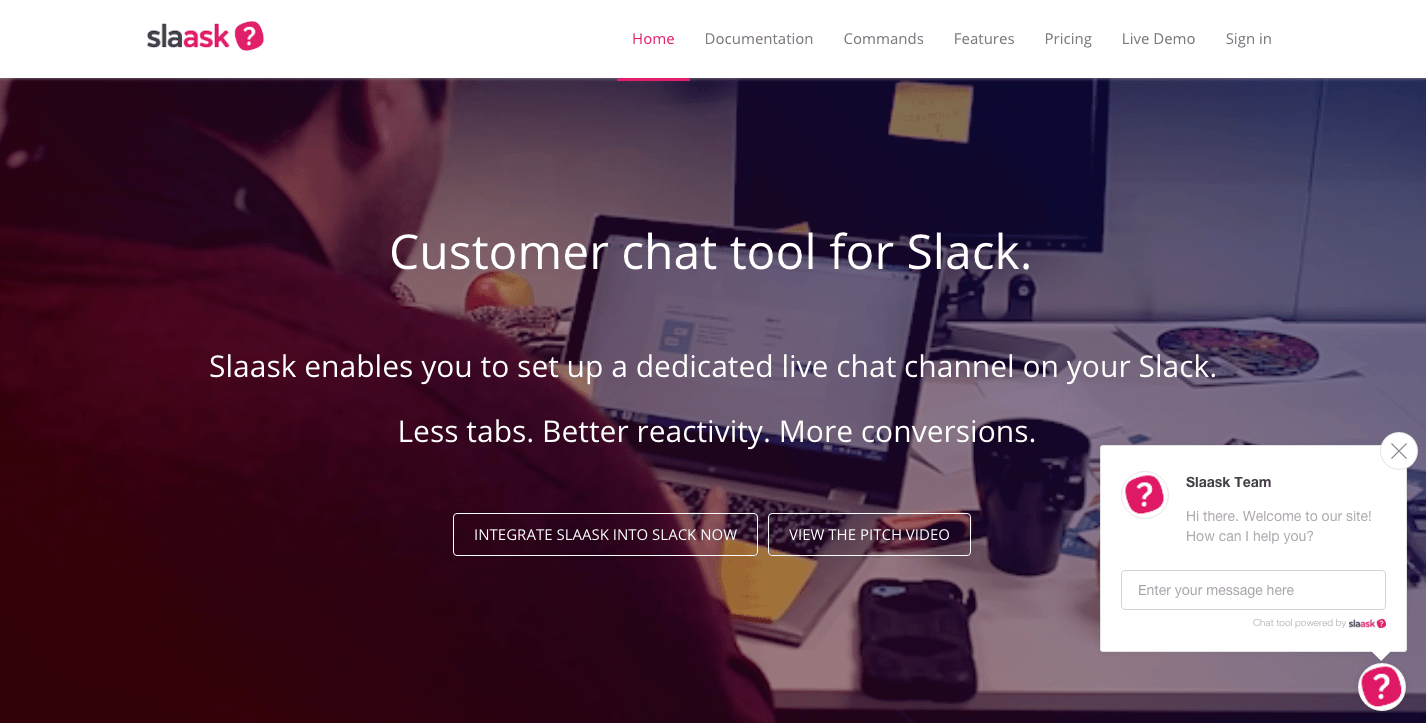 slaask ?
Home Documentation Commands Features Pricing Live Demo Sign in
Customer chat tool for Slack.
Slaask enables you to set up a dedicated live chat channel on your Slack.
Less tabs. Better reactivity. More conversions.
INTEGRATE SLAASK INTO SLACK NOW
VIEW THE PITCH VIDEO
?
Slaask Team
Hi there. Welcome to our site!
How can I help you?
Enter your message here
Chat tool powered by slaask ?
?